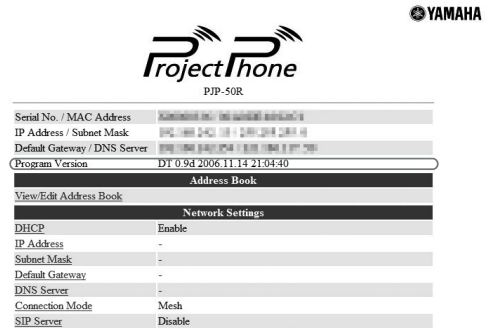 YAMAHA
ProjectPhone
PJP-50R
Serial No. / MAC Address
IP Address / Subnet Mask
Default Gateway / DNS Server
Program Version DT 0.9d 2006.11.14 21:04:40
Address Book
View/Edit Address Book
Network Settings
DHCP Enable
IP Address -
Subnet Mask -
Default Gateway -
DNS Server -
Connection Mode Mesh
SIP Server Disable